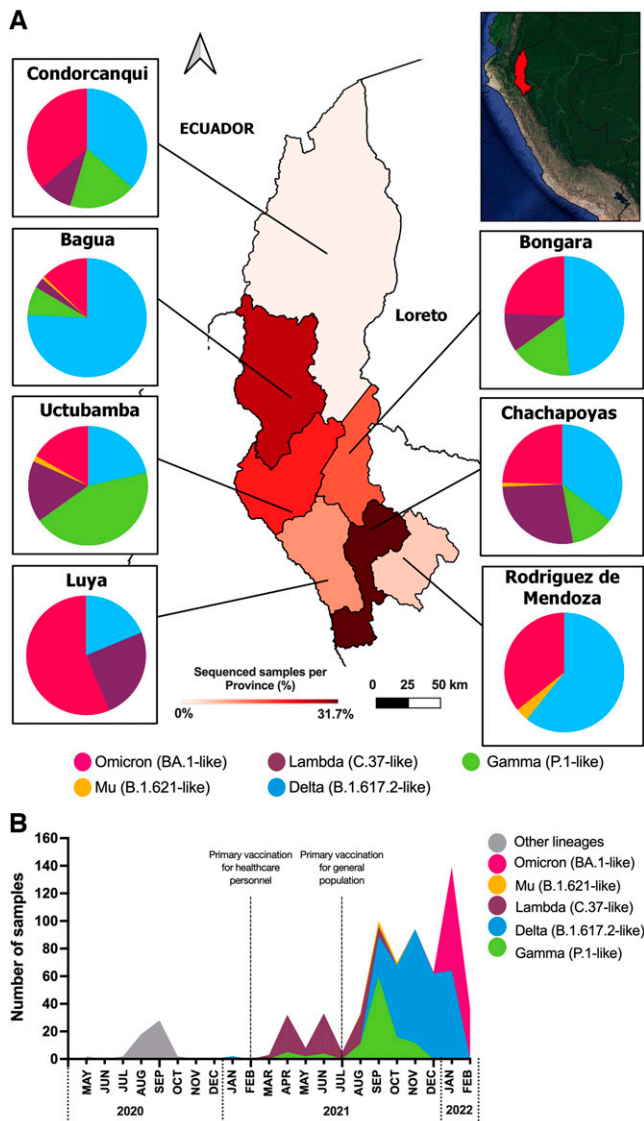 A
Condorcanqui
ECUADOR
Bagua
Loreto
Bongara
Uctubamba
Chachapoyas
Luya
Rodriguez de
Mendoza
Sequenced samples per
Province (%)
0%
31.7%
0 25 50 km
Omicron (BA.1-like)
Lambda (C.37-like)
Gamma (P.1-like)
Mu (B.1.621-like)
Delta (B.1.617.2-like)
B
Number of samples
160
140
120
100
80
60
40
20
0
Primary vaccination
for healthcare
personnel
Primary vaccination
for general
population
Other lineages
Omicron (BA.1-like)
Mu (B.1.621-like)
Lambda (C.37-like)
Delta (B.1.617.2-like)
Gamma (P.1-like)
MAY JUN JUL AUG SEP OCT NOV DEC JAN FEB MAR APR MAY JUN JUL AUG SEP OCT NOV DEC JAN FEB
2020 2021 2022